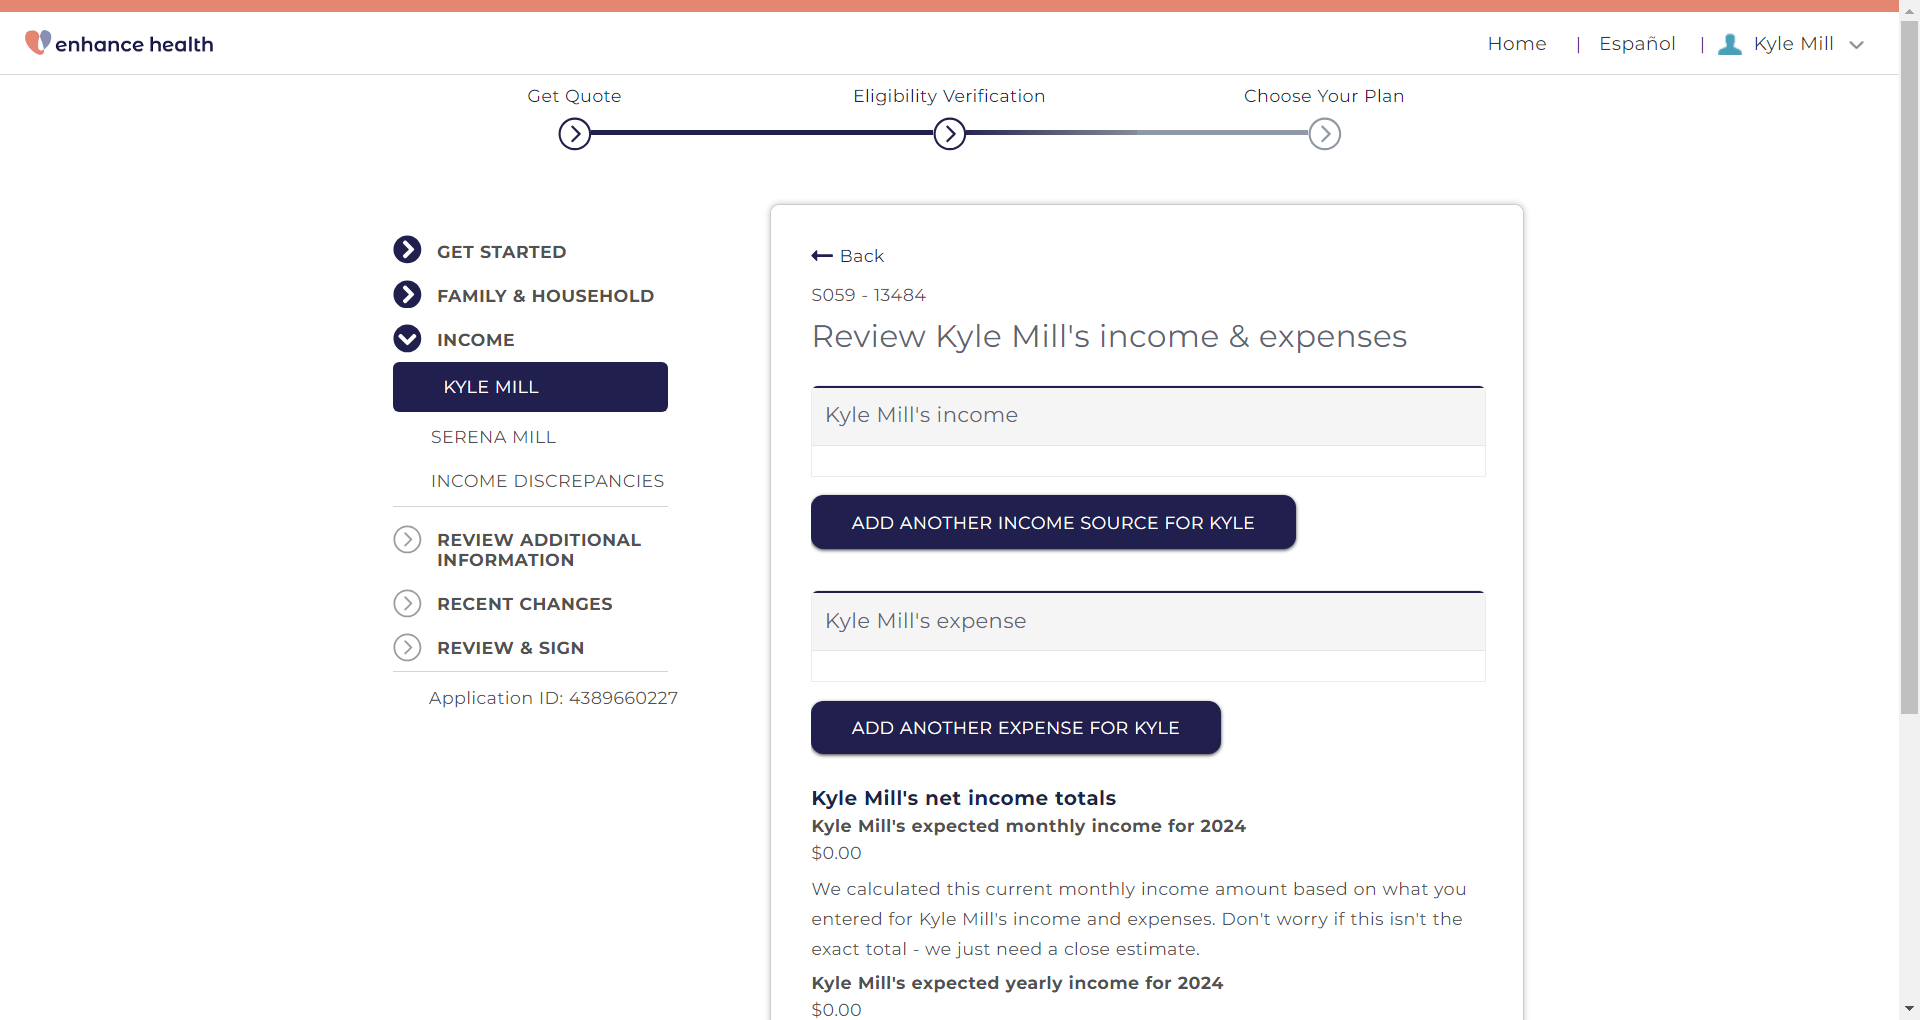 enhance health
Home | Español | Kyle Mill
Get Quote
Eligibility Verification
Choose Your Plan
GET STARTED
FAMILY & HOUSEHOLD
INCOME
KYLE MILL
SERENA MILL
INCOME DISCREPANCIES
REVIEW ADDITIONAL
INFORMATION
RECENT CHANGES
REVIEW & SIGN
Application ID: 4389660227
Back
S059 - 13484
Review Kyle Mill's income & expenses
Kyle Mill's income
ADD ANOTHER INCOME SOURCE FOR KYLE
Kyle Mill's expense
ADD ANOTHER EXPENSE FOR KYLE
Kyle Mill's net income totals
Kyle Mill's expected monthly income for 2024
$0.00
We calculated this current monthly income amount based on what you
entered for Kyle Mill's income and expenses. Don't worry if this isn't the
exact total - we just need a close estimate.
Kyle Mill's expected yearly income for 2024
$0.00